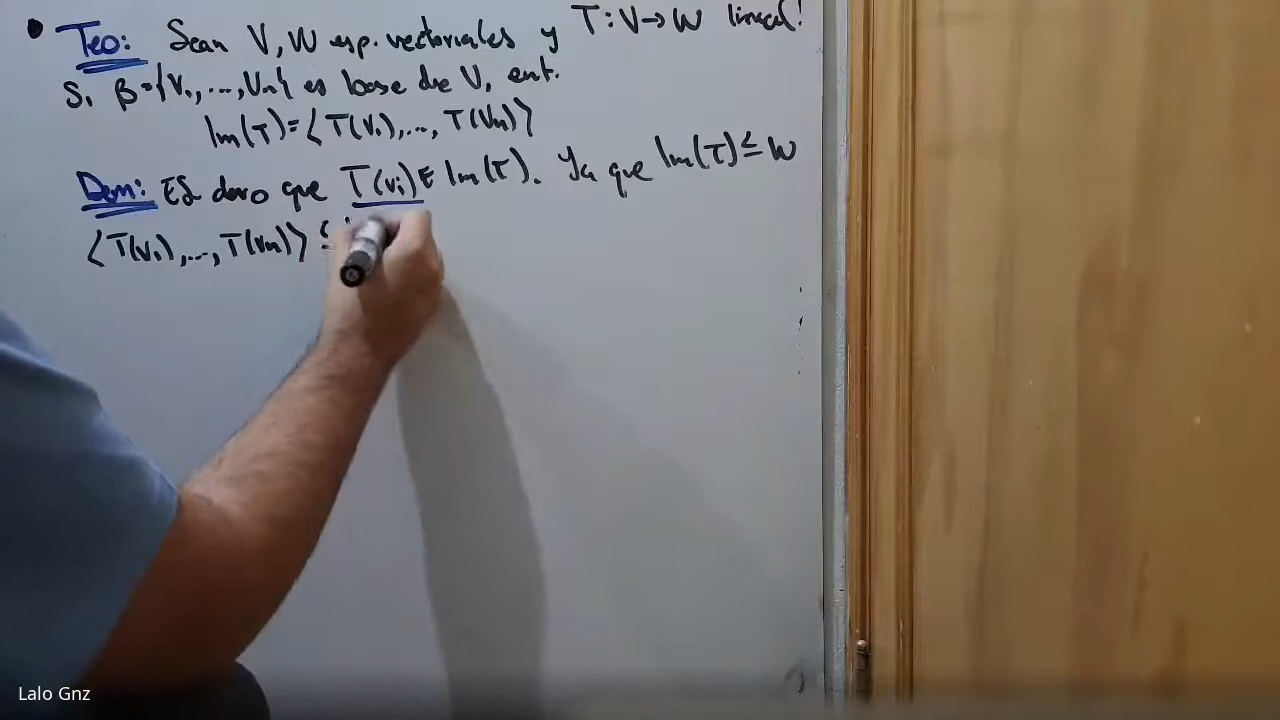 • Teo: Sean V, W esp. vectoriales y T: V→W lineal!
Si β={V₁,...,Vₙ} es base de V, ent.
Im(T)=⟨T(V₁),..., T(Vₙ)⟩
Dem: Es claro que T(vᵢ)∈ Im(T). Ya que Im(T)≤W
⟨T(V₁),..., T(Vₙ)⟩ ⊆
Lalo Gnz